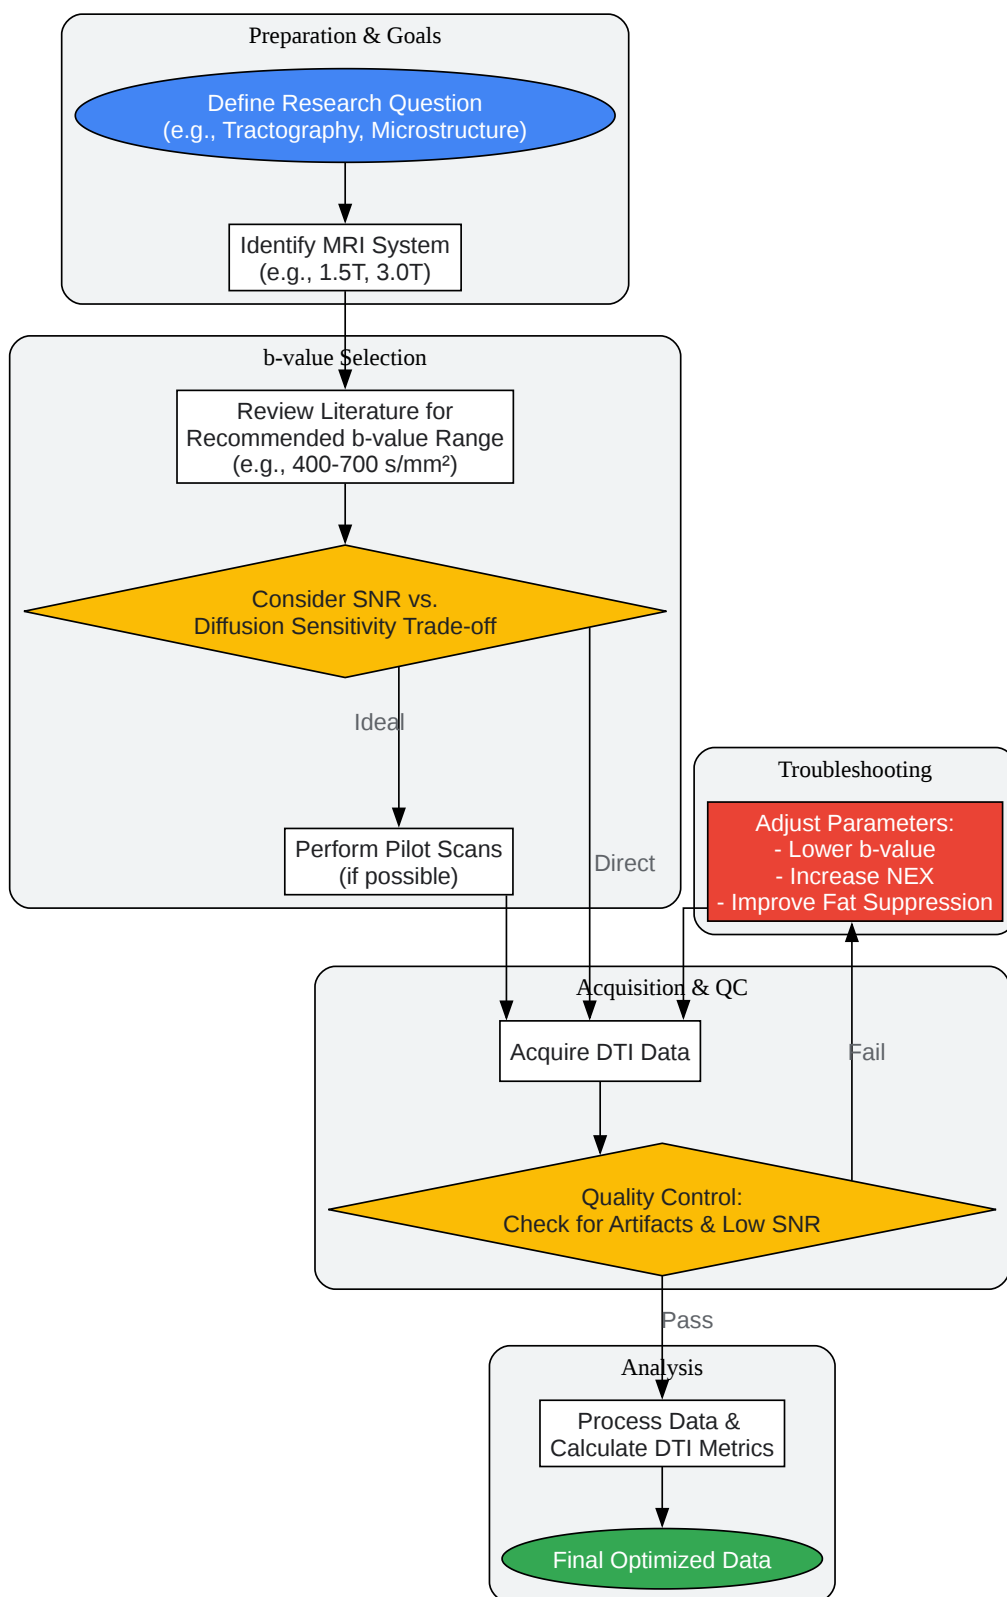 Preparation & Goals
Define Research Question
(e.g., Tractography, Microstructure)
Identify MRI System
(e.g., 1.5T, 3.0T)
b-value Selection
Review Literature for
Recommended b-value Range
(e.g., 400-700 s/mm²)
Consider SNR vs.
Diffusion Sensitivity Trade-off
Ideal
Perform Pilot Scans
(if possible)
Direct
Troubleshooting
Adjust Parameters:
- Lower b-value
- Increase NEX
- Improve Fat Suppression
Acquisition & QC
Acquire DTI Data
Fail
Quality Control:
Check for Artifacts & Low SNR
Pass
Analysis
Process Data &
Calculate DTI Metrics
Final Optimized Data